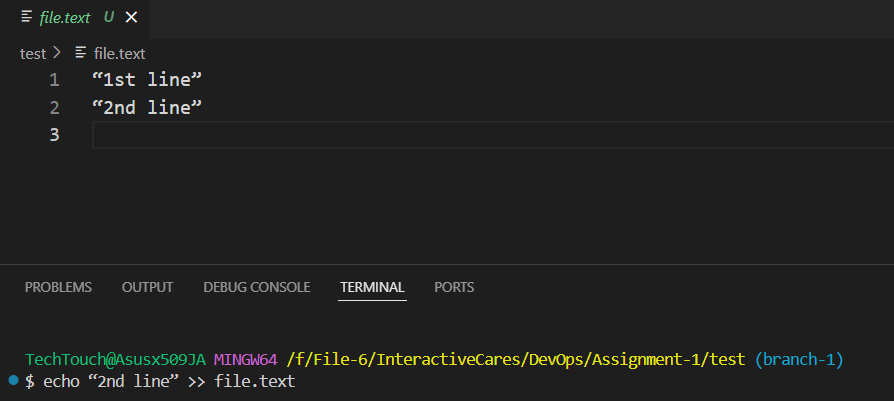 file.text U
test > file.text
1 “1st line”
2 “2nd line”
3
PROBLEMS OUTPUT DEBUG CONSOLE TERMINAL PORTS
TechTouch@Asusx509JA MINGW64 /f/File-6/InteractiveCares/DevOps/Assignment-1/test (branch-1)
$ echo “2nd line” >> file.text